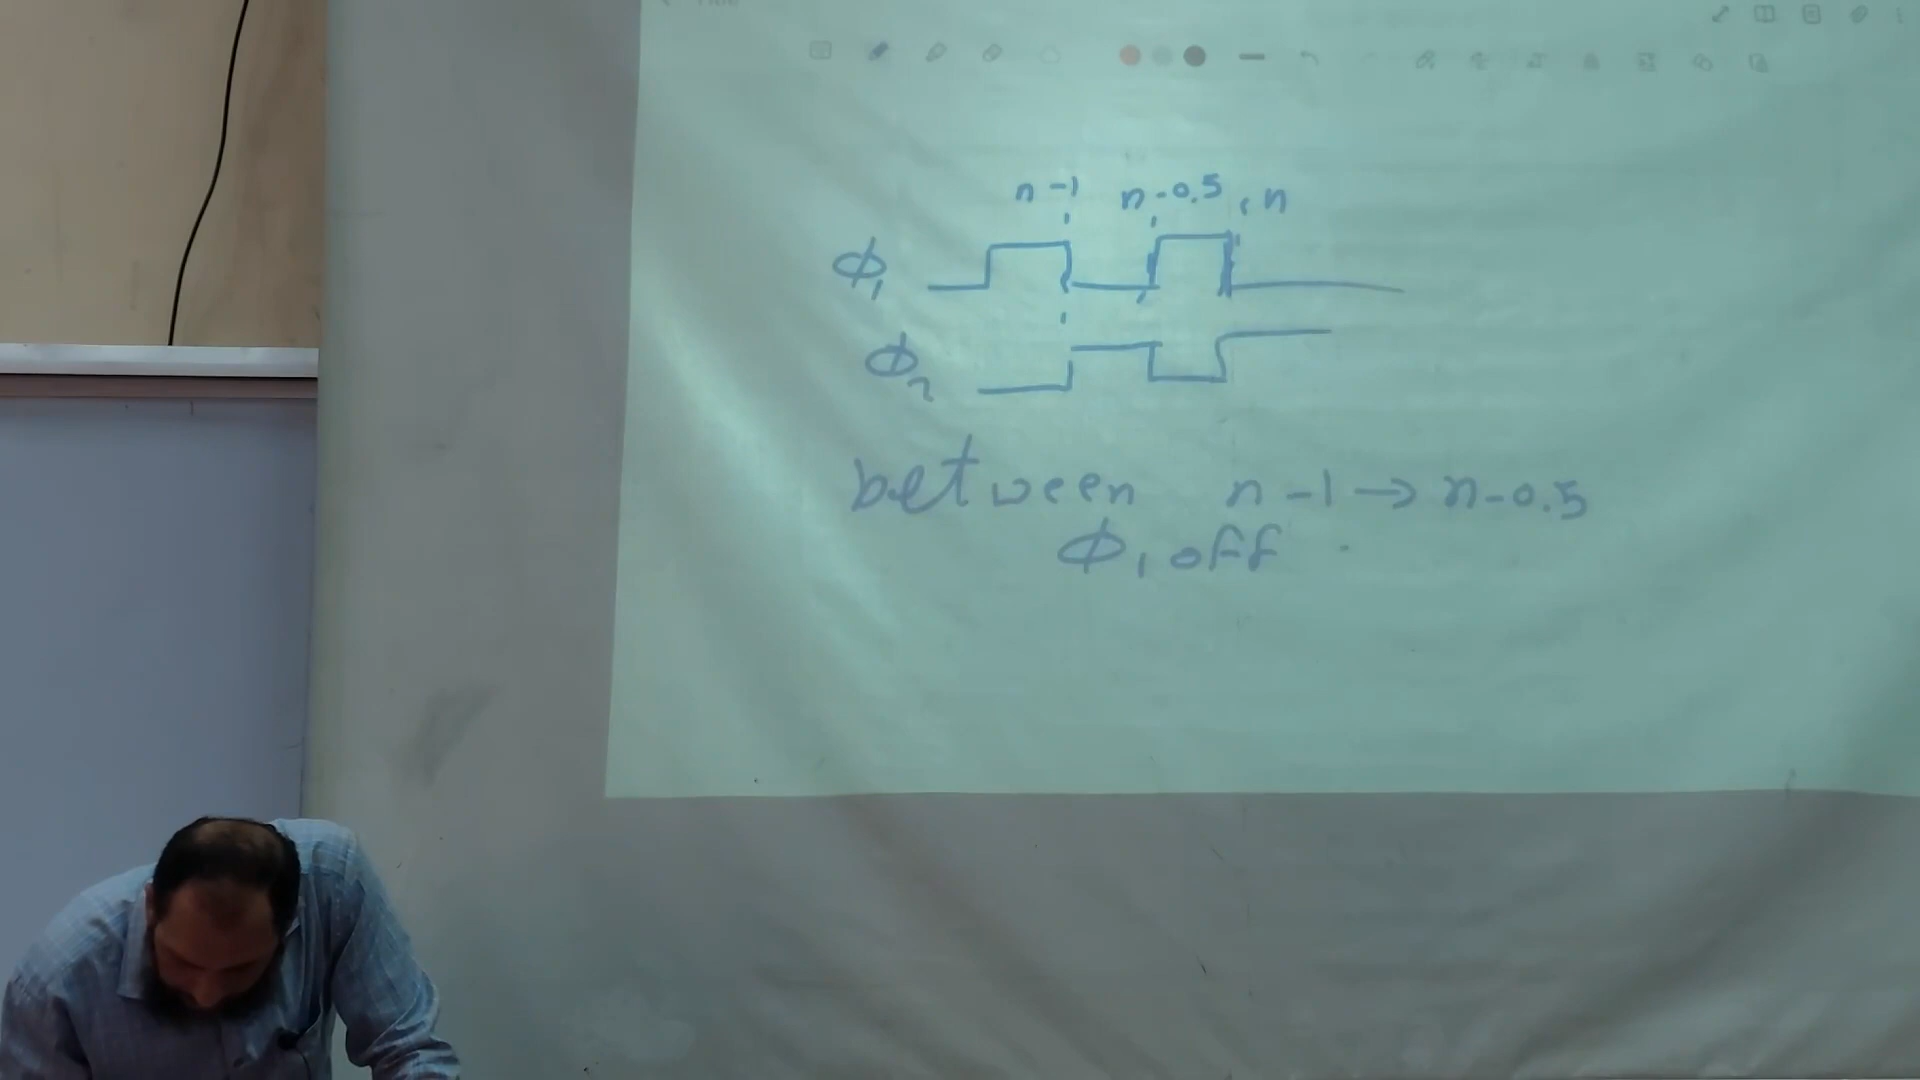 n-1 n-0.5 n
ϕ1
ϕ2
between n-1 → n-0.5
ϕ1 off